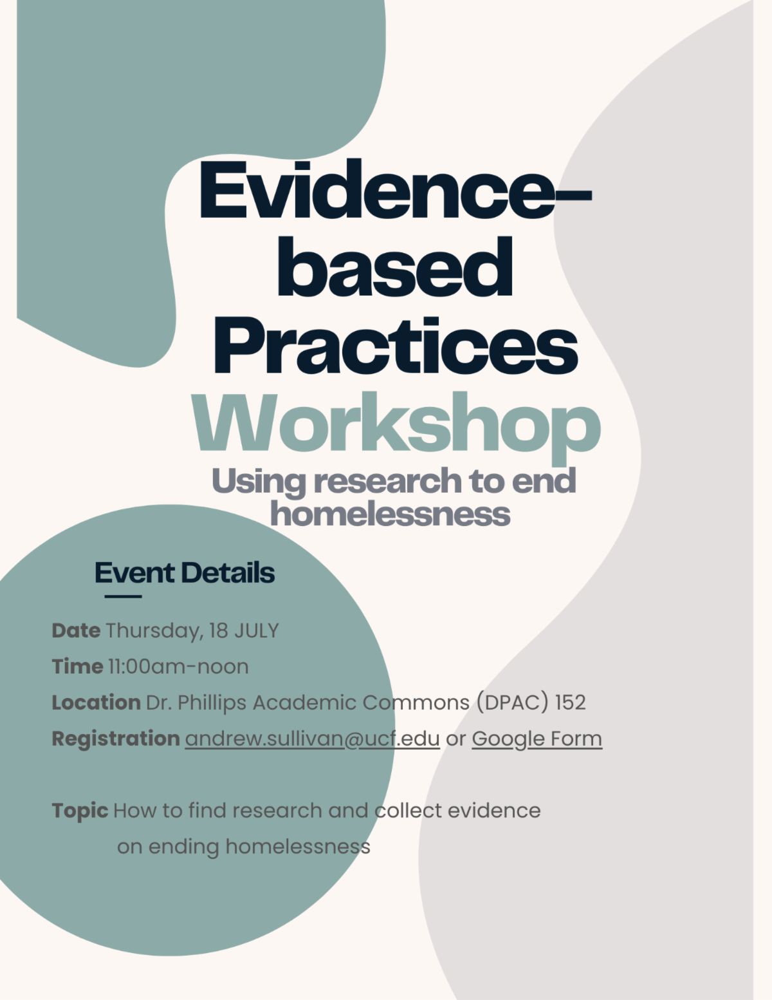 Evidence-
based
Practices
Workshop
Using research to end
homelessness
Event Details
Date Thursday, 18 JULY
Time 11:00am-noon
Location Dr. Phillips Academic Commons (DPAC) 152
Registration andrew.sullivan@ucf.edu or Google Form
Topic How to find research and collect evidence
on ending homelessness